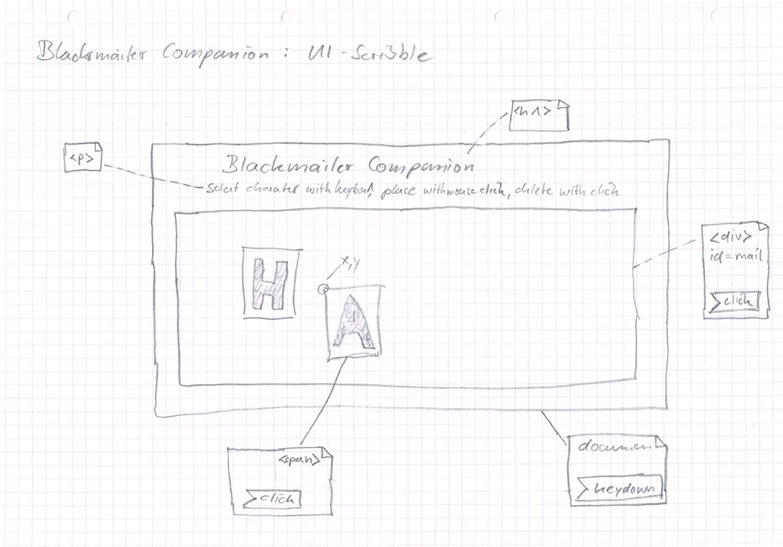 Blackmailer Companion : UI-Scribble
<h1>
<p>
Blackmailer Companion
Select character with keyboard, place with mouse click, delete with click
<div>
id=mail
click
x,y
H
A
<span>
click
document
keydown